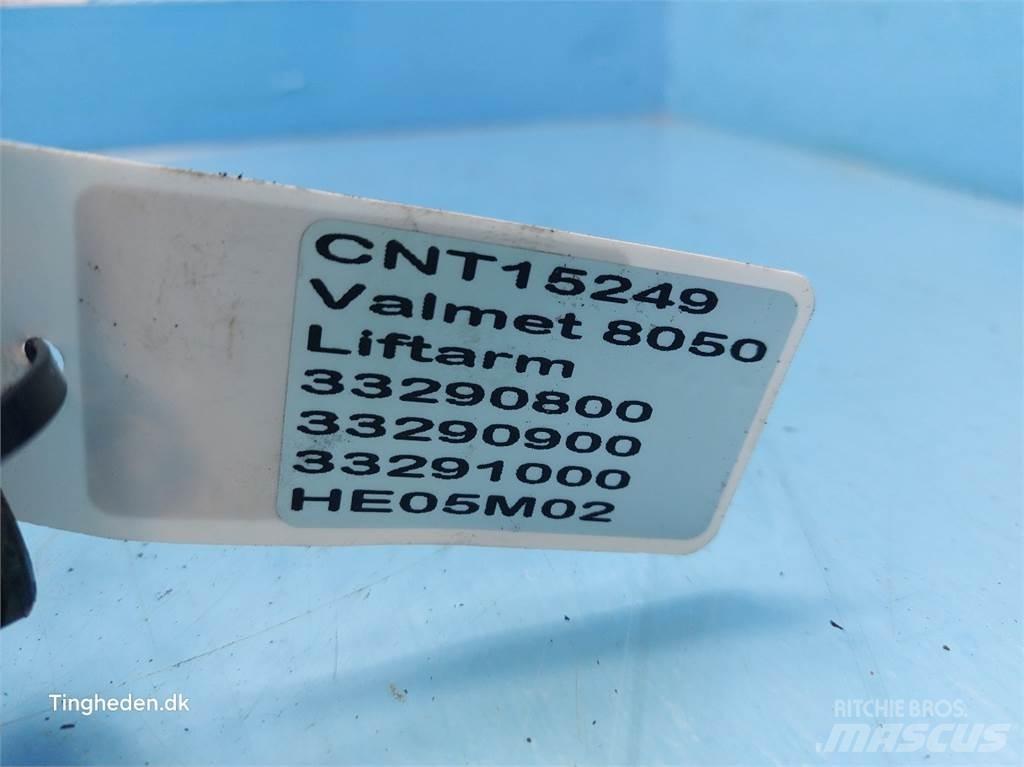 CNT15249
Valmet 8050
Liftarm
33290800
33290900
33291000
HE05M02
Tingheden.dk
RITCHIE BROS.
MASCUS